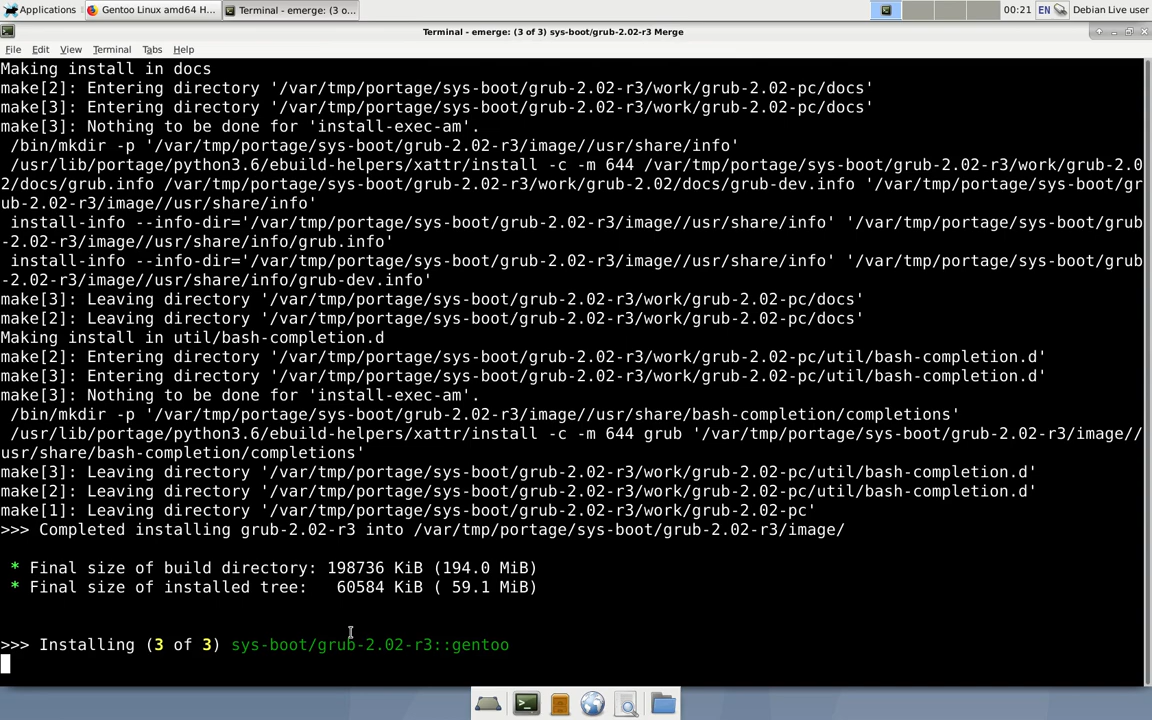 Applications
Gentoo Linux amd64 H...
Terminal - emerge: (3 o...
00:21
EN
Debian Live user
Terminal - emerge: (3 of 3) sys-boot/grub-2.02-r3 Merge
File Edit View Terminal Tabs Help
Making install in docs
make[2]: Entering directory '/var/tmp/portage/sys-boot/grub-2.02-r3/work/grub-2.02-pc/docs'
make[3]: Entering directory '/var/tmp/portage/sys-boot/grub-2.02-r3/work/grub-2.02-pc/docs'
make[3]: Nothing to be done for 'install-exec-am'.
 /bin/mkdir -p '/var/tmp/portage/sys-boot/grub-2.02-r3/image//usr/share/info'
 /usr/lib/portage/python3.6/ebuild-helpers/xattr/install -c -m 644 /var/tmp/portage/sys-boot/grub-2.02-r3/work/grub-2.0
2/docs/grub.info /var/tmp/portage/sys-boot/grub-2.02-r3/work/grub-2.02/docs/grub-dev.info '/var/tmp/portage/sys-boot/gr
ub-2.02-r3/image//usr/share/info'
 install-info --info-dir='/var/tmp/portage/sys-boot/grub-2.02-r3/image//usr/share/info' '/var/tmp/portage/sys-boot/grub
-2.02-r3/image//usr/share/info/grub.info'
 install-info --info-dir='/var/tmp/portage/sys-boot/grub-2.02-r3/image//usr/share/info' '/var/tmp/portage/sys-boot/grub
-2.02-r3/image//usr/share/info/grub-dev.info'
make[3]: Leaving directory '/var/tmp/portage/sys-boot/grub-2.02-r3/work/grub-2.02-pc/docs'
make[2]: Leaving directory '/var/tmp/portage/sys-boot/grub-2.02-r3/work/grub-2.02-pc/docs'
Making install in util/bash-completion.d
make[2]: Entering directory '/var/tmp/portage/sys-boot/grub-2.02-r3/work/grub-2.02-pc/util/bash-completion.d'
make[3]: Entering directory '/var/tmp/portage/sys-boot/grub-2.02-r3/work/grub-2.02-pc/util/bash-completion.d'
make[3]: Nothing to be done for 'install-exec-am'.
 /bin/mkdir -p '/var/tmp/portage/sys-boot/grub-2.02-r3/image//usr/share/bash-completion/completions'
 /usr/lib/portage/python3.6/ebuild-helpers/xattr/install -c -m 644 grub '/var/tmp/portage/sys-boot/grub-2.02-r3/image//
usr/share/bash-completion/completions'
make[3]: Leaving directory '/var/tmp/portage/sys-boot/grub-2.02-r3/work/grub-2.02-pc/util/bash-completion.d'
make[2]: Leaving directory '/var/tmp/portage/sys-boot/grub-2.02-r3/work/grub-2.02-pc/util/bash-completion.d'
make[1]: Leaving directory '/var/tmp/portage/sys-boot/grub-2.02-r3/work/grub-2.02-pc'
>>> Completed installing grub-2.02-r3 into /var/tmp/portage/sys-boot/grub-2.02-r3/image/
 * Final size of build directory: 198736 KiB (194.0 MiB)
 * Final size of installed tree:   60584 KiB ( 59.1 MiB)
>>> Installing (3 of 3) sys-boot/grub-2.02-r3::gentoo